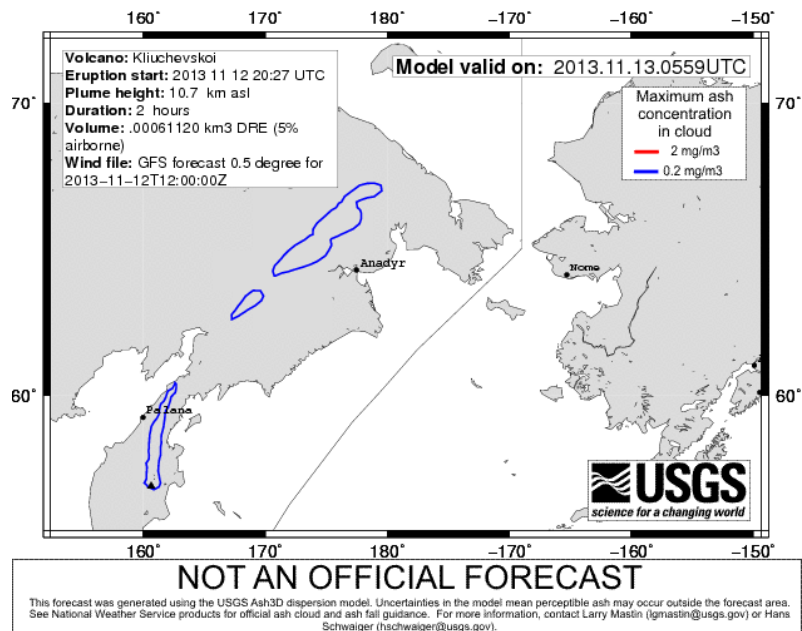 160° 170° 180° −170° −160° −150°
Volcano: Kliuchevskoi
Eruption start: 2013 11 12 20:27 UTC
Plume height: 10.7 km asl
Duration: 2 hours
Volume: .00061120 km3 DRE (5%
airborne)
Wind file: GFS forecast 0.5 degree for
2013−11−12T12:00:00Z
Model valid on: 2013.11.13.0559UTC
70° 70°
Maximum ash
concentration
in cloud
2 mg/m3
0.2 mg/m3
Anadyr
Nome
60° 60°
Palana
USGS
science for a changing world
160° 170° 180° −170° −160° −150°
NOT AN OFFICIAL FORECAST
This forecast was generated using the USGS Ash3D dispersion model. Uncertainties in the model mean perceptible ash may occur outside the forecast area.
See National Weather Service products for official ash cloud and ash fall guidance. For more information, contact Larry Mastin (lgmastin@usgs.gov) or Hans
Schwaiger (hschwaiger@usgs.gov).